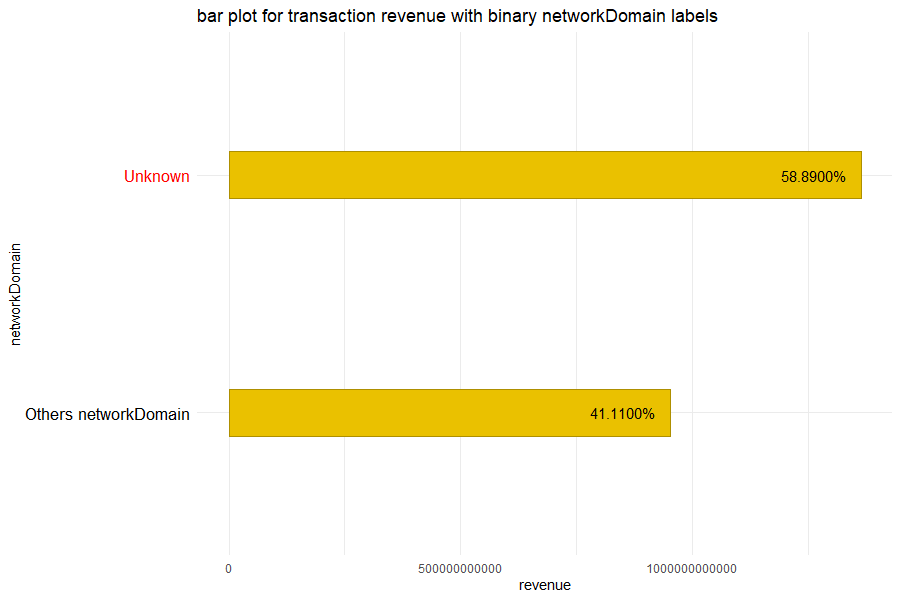 bar plot for transaction revenue with binary networkDomain labels
Unknown
58.8900%
networkDomain
Others networkDomain
41.1100%
0
500000000000
1000000000000
revenue